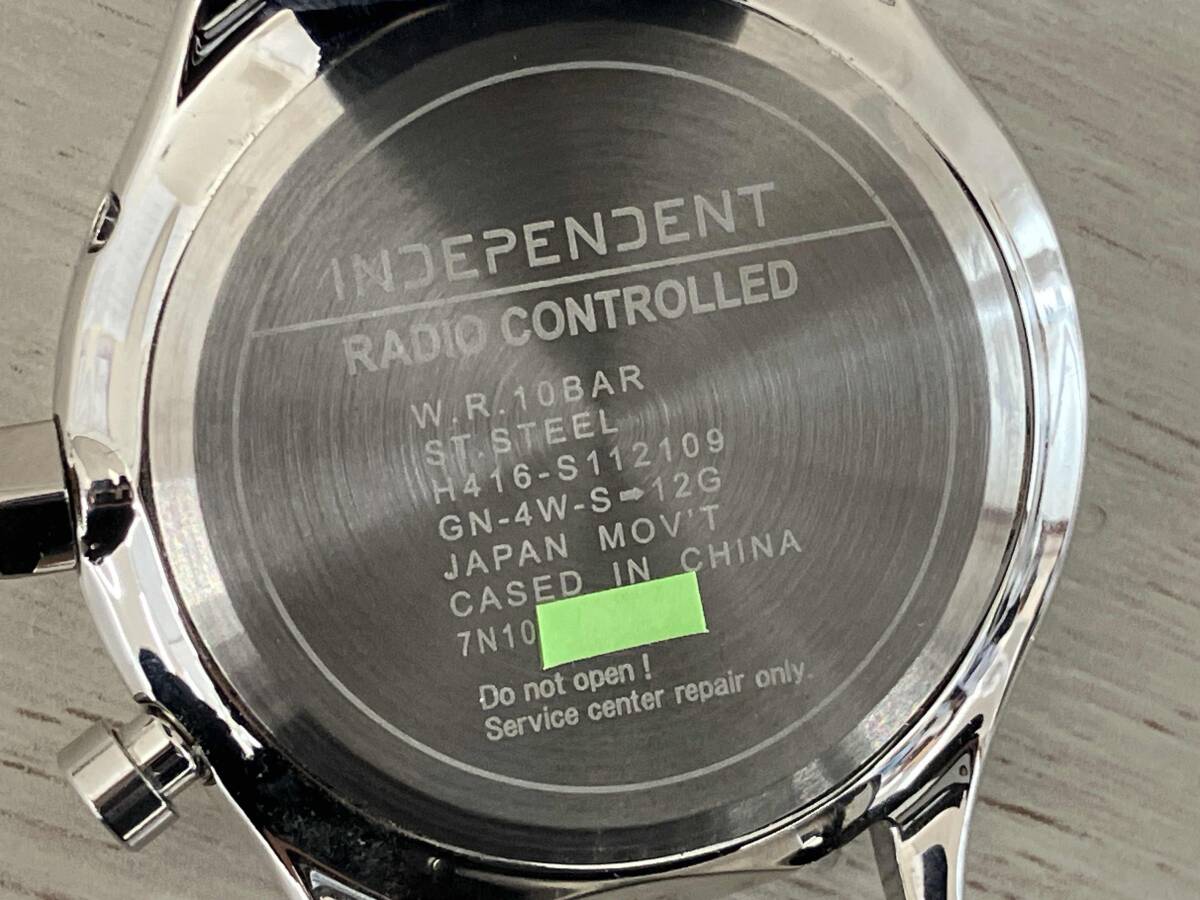 INDEPENDENT
RADIO CONTROLLED
W.R.10BAR
ST.STEEL
H416-S112109
GN-4W-S➡12G
JAPAN MOV'T
CASED IN CHINA
7N10
Do not open !
Service center repair only.